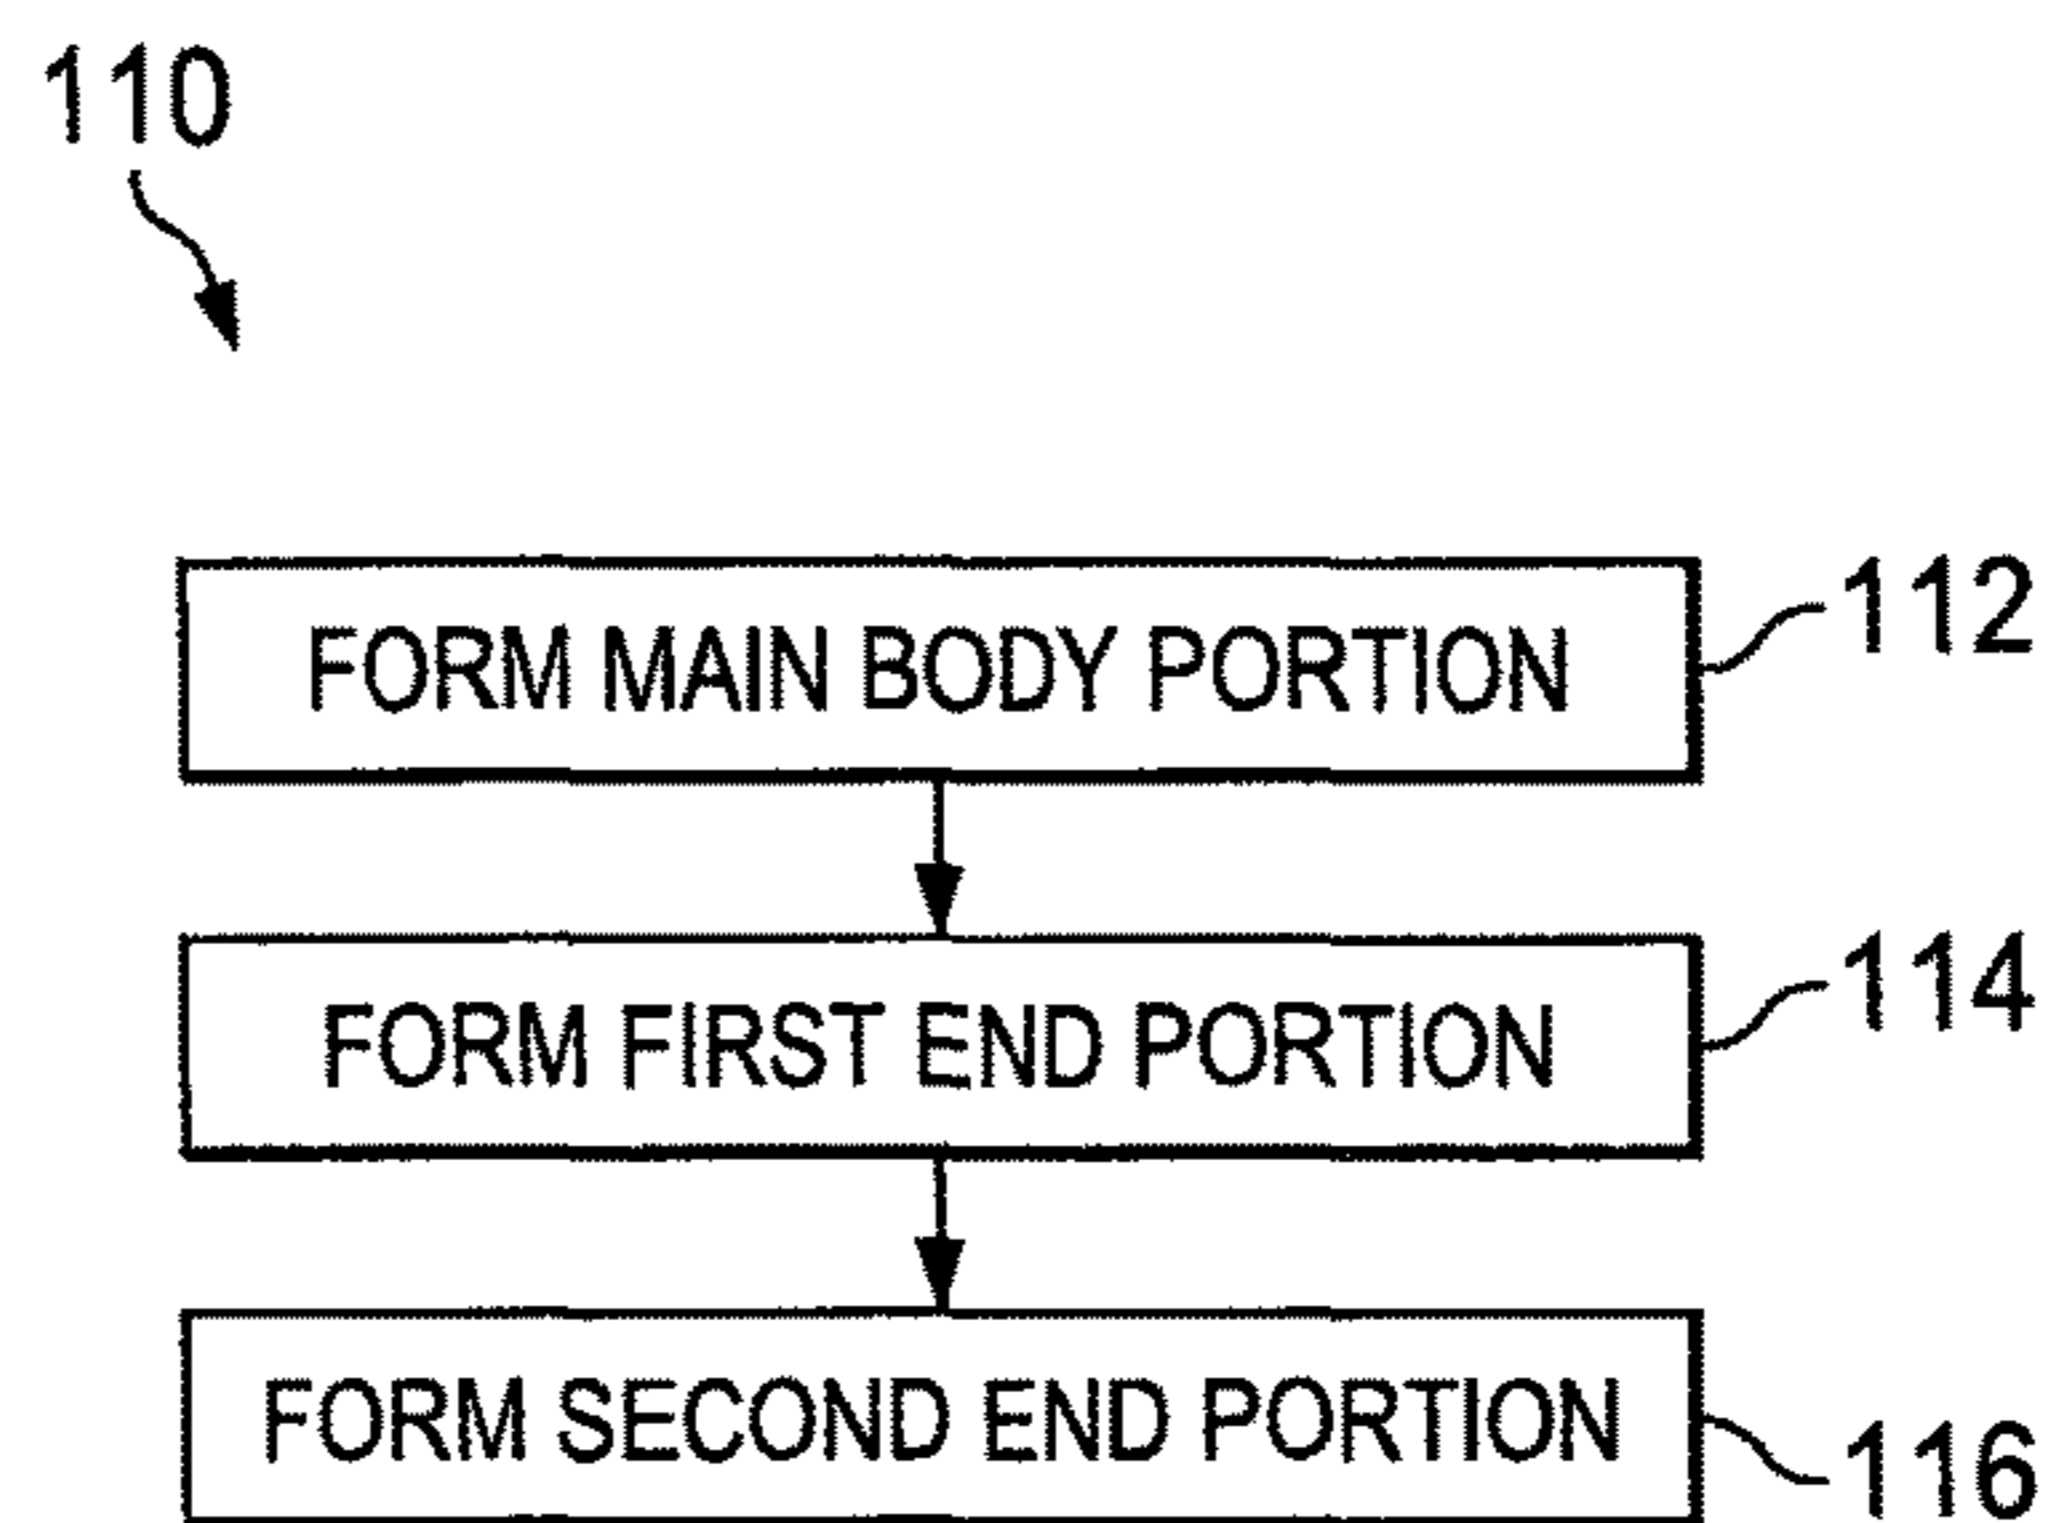 110
FORM MAIN BODY PORTION
112
FORM FIRST END PORTION
114
FORM SECOND END PORTION
116